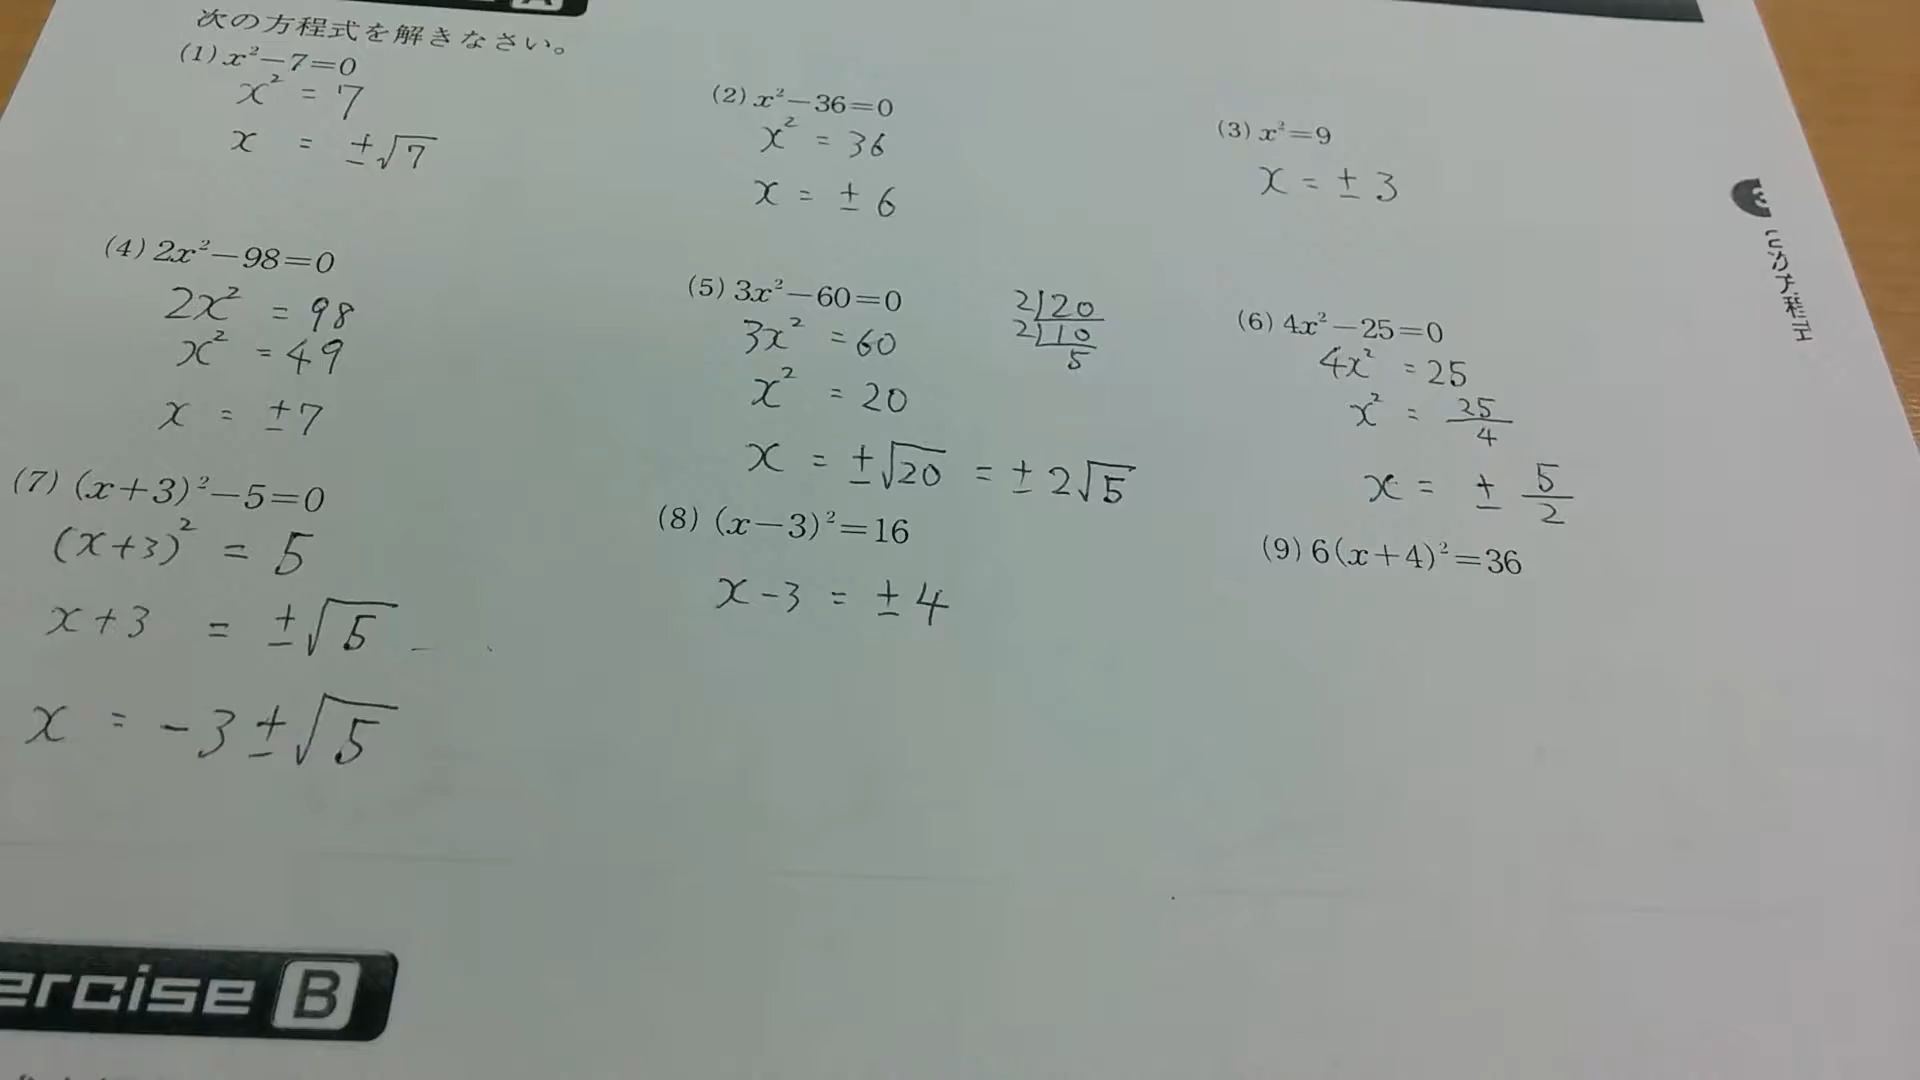 次の方程式を解きなさい。
(1) x²−7=0
x² = 7
x = ±√7
(2) x²−36=0
x² = 36
x = ± 6
(3) x²=9
x = ± 3
(4) 2x²−98=0
2x² = 98
x² = 49
x = ±7
(5) 3x²−60=0
3x² = 60
x² = 20
x = ±√20 = ± 2√5
2)20
2)10
5
(6) 4x²−25=0
4x² = 25
x² = 25/4
x = ± 5/2
(7) (x+3)²−5=0
(x+3)² = 5
x+3 = ±√5
x = -3±√5
(8) (x−3)²=16
x-3 = ±4
(9) 6(x+4)²=36
ercise B